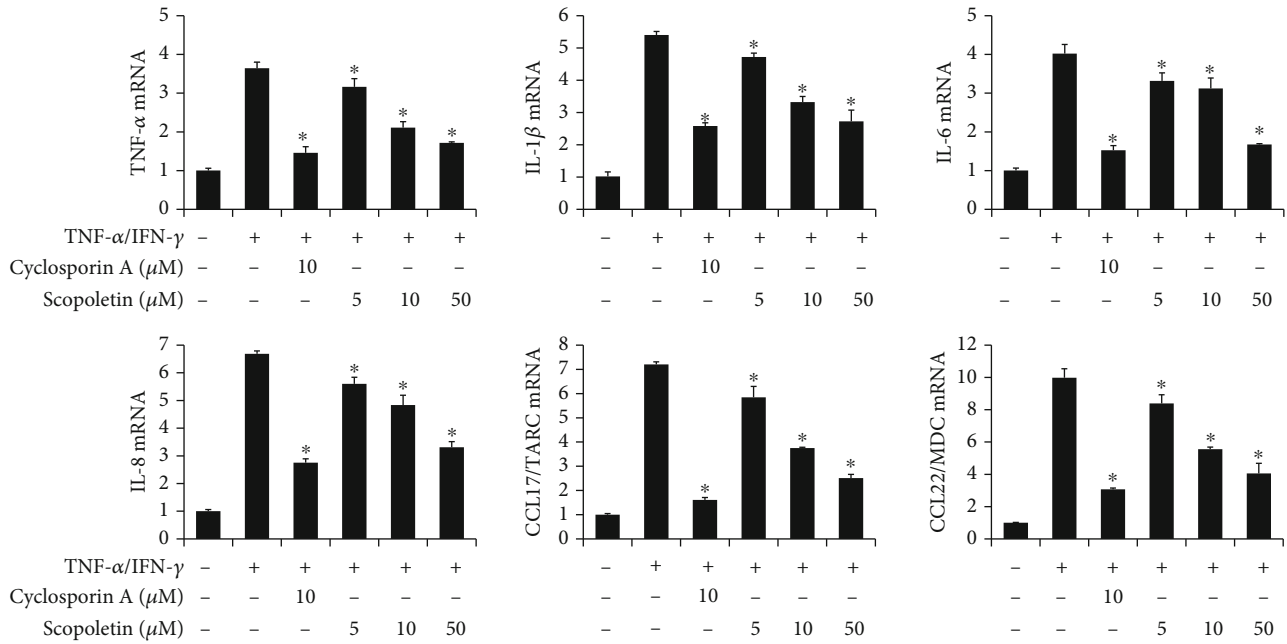 TNF-α mRNA
5
4
3
2
1
0
* * * *
IL-1β mRNA
6
5
4
3
2
1
0
* * * *
IL-6 mRNA
5
4
3
2
1
0
* * * *
TNF-α/IFN-γ – + + + + + – + + + + + – + + + + +
Cyclosporin A (μM) – – 10 – – – – – 10 – – – – – 10 – – –
Scopoletin (μM) – – – 5 10 50 – – – 5 10 50 – – – 5 10 50
IL-8 mRNA
7
6
5
4
3
2
1
0
* * * *
CCL17/TARC mRNA
8
7
6
5
4
3
2
1
0
* * * *
CCL22/MDC mRNA
12
10
8
6
4
2
0
* * * *
TNF-α/IFN-γ – + + + + + – + + + + + – + + + + +
Cyclosporin A (μM) – – 10 – – – – – 10 – – – – – 10 – – –
Scopoletin (μM) – – – 5 10 50 – – – 5 10 50 – – – 5 10 50